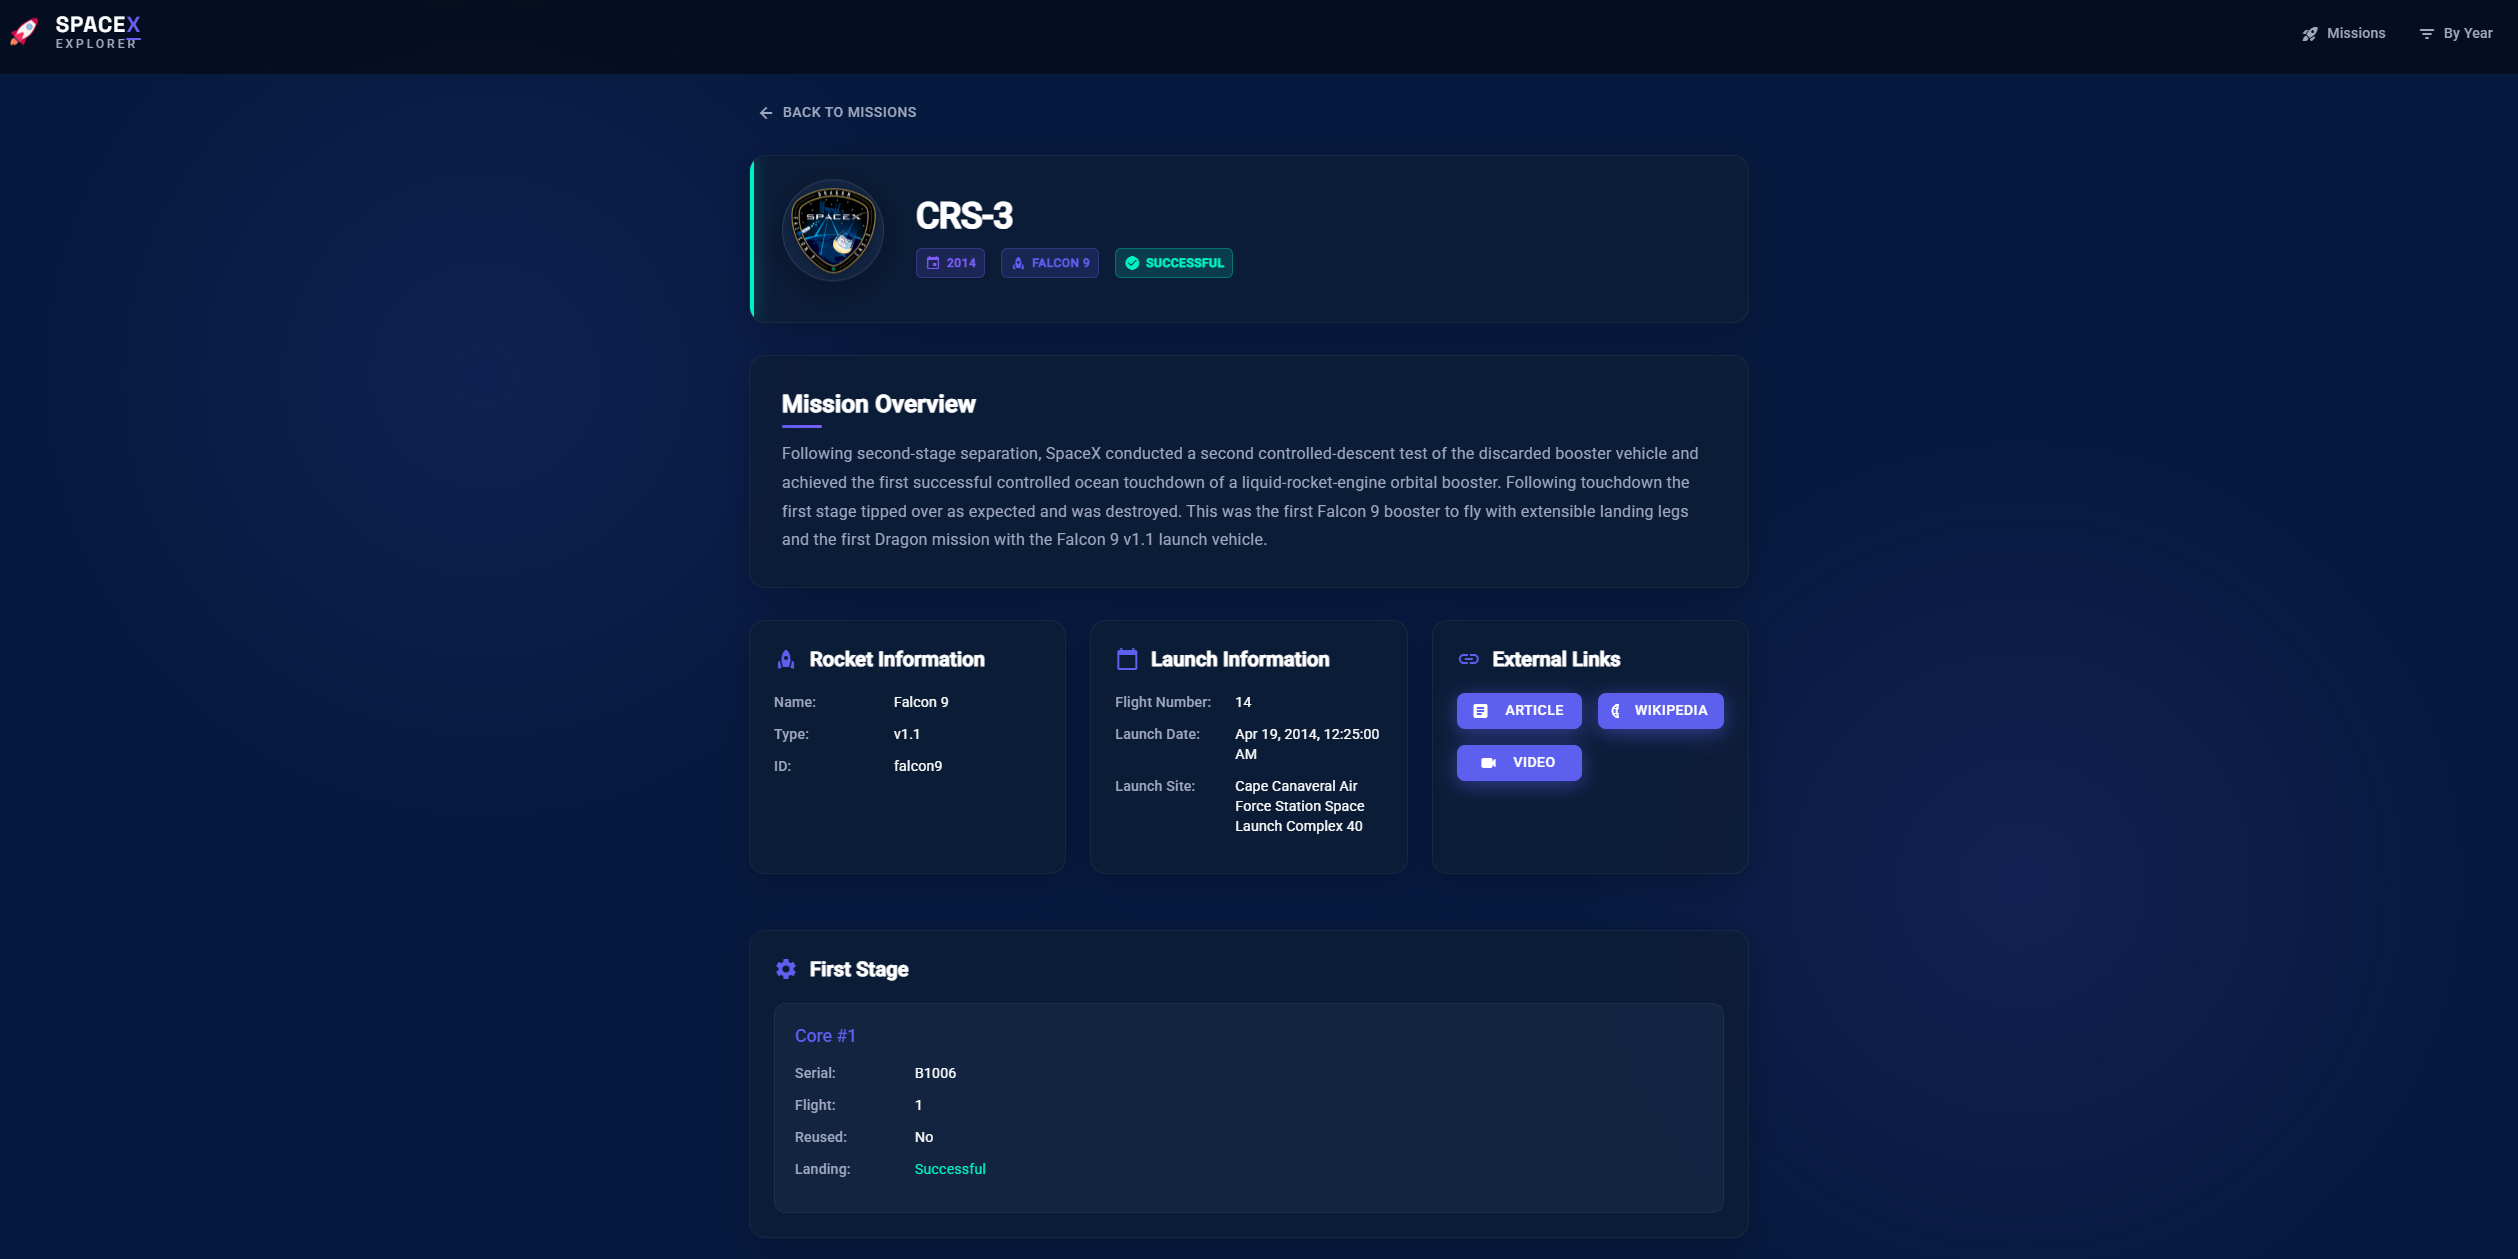 SPACEX
EXPLORER
Missions
By Year
BACK TO MISSIONS
DRAGON
SPACEX
CRS-3
2014
FALCON 9
SUCCESSFUL
Mission Overview
Following second-stage separation, SpaceX conducted a second controlled-descent test of the discarded booster vehicle and
achieved the first successful controlled ocean touchdown of a liquid-rocket-engine orbital booster. Following touchdown the
first stage tipped over as expected and was destroyed. This was the first Falcon 9 booster to fly with extensible landing legs
and the first Dragon mission with the Falcon 9 v1.1 launch vehicle.
Rocket Information
Name: Falcon 9
Type: v1.1
ID: falcon9
Launch Information
Flight Number: 14
Launch Date: Apr 19, 2014, 12:25:00
AM
Launch Site: Cape Canaveral Air
Force Station Space
Launch Complex 40
External Links
ARTICLE
WIKIPEDIA
VIDEO
First Stage
Core #1
Serial: B1006
Flight: 1
Reused: No
Landing: Successful